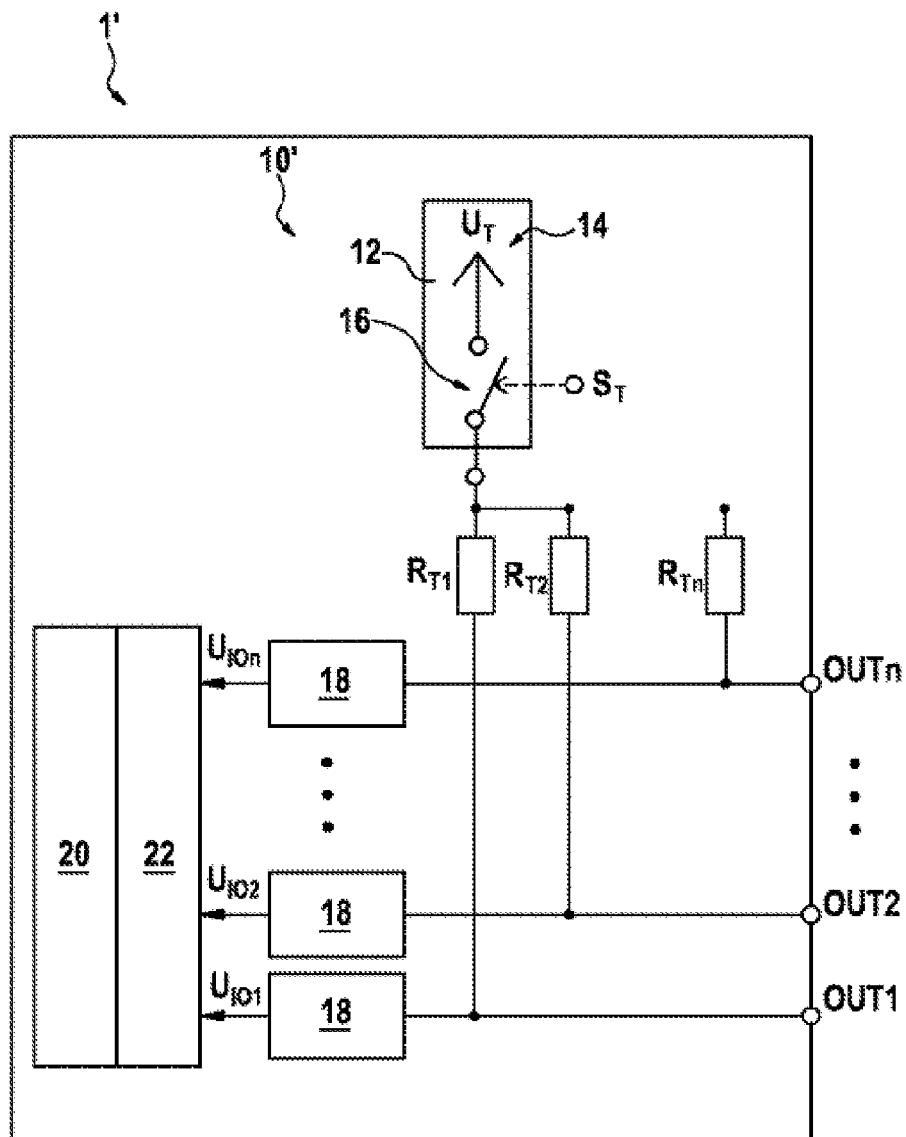 1'
10'
U_T
14
12
16
S_T
R_T1
R_T2
R_Tn
U_IOn
18
OUTn
20
22
U_IO2
18
OUT2
U_IO1
18
OUT1